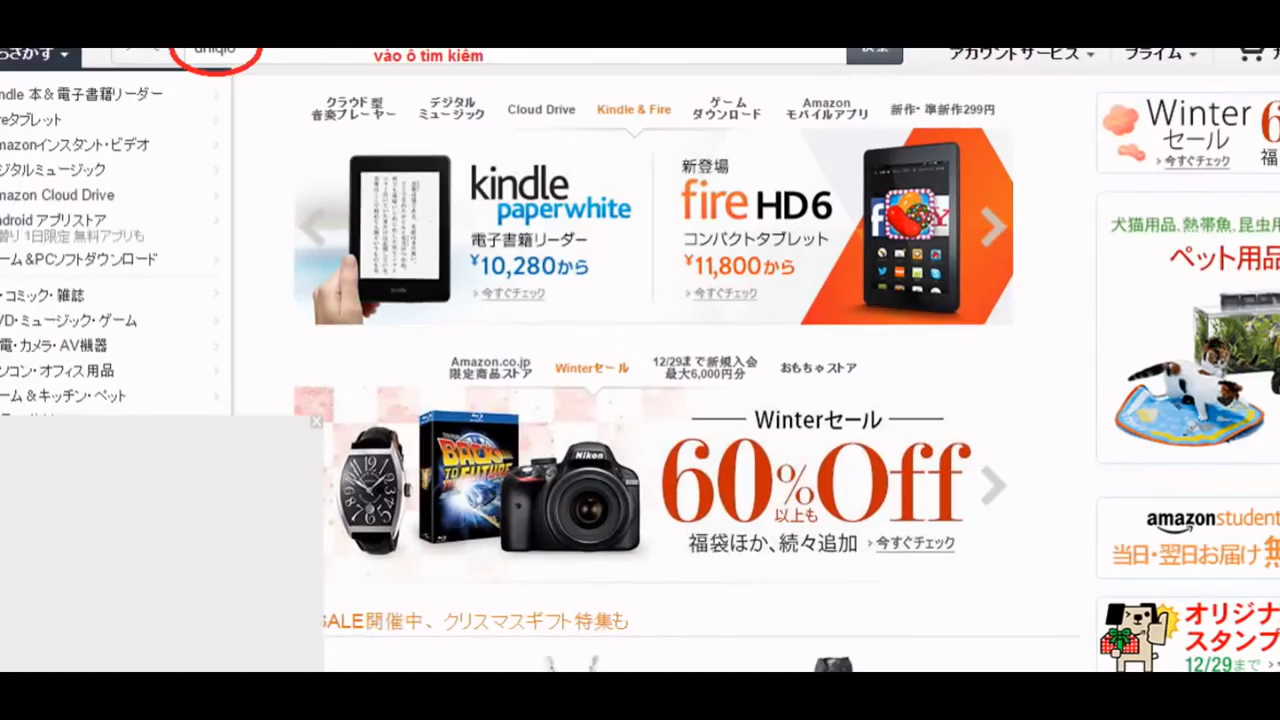 uniqlo
vào ô tìm kiếm
アカウントサービス
プライム
ndle 本&電子書籍リーダー
reタブレット
mazonインスタント・ビデオ
ジタルミュージック
mazon Cloud Drive
ndroid アプリストア
替り 1日限定 無料アプリも
ーム&PCソフトダウンロード
・コミック・雑誌
VD・ミュージック・ゲーム
電・カメラ・AV機器
ソコン・オフィス用品
ーム&キッチン・ペット
クラウド型
音楽プレーヤー
デジタル
ミュージック
Cloud Drive
Kindle & Fire
ゲーム
ダウンロード
Amazon
モバイルアプリ
新作・準新作299円
kindle
paperwhite
電子書籍リーダー
¥10,280から
今すぐチェック
新登場
fire HD6
コンパクトタブレット
¥11,800から
今すぐチェック
Amazon.co.jp
限定商品ストア
Winterセール
12/29まで新規入会
最大6,000円分
おもちゃストア
BACK
TO THE
FUTURE
Nikon
Winterセール
60%Off
以上も
福袋ほか、続々追加
今すぐチェック
SALE開催中、クリスマスギフト特集も
Winter
セール
今すぐチェック
6
福
犬猫用品、熱帯魚、昆虫用
ペット用品
amazonstudent
当日・翌日お届け無
オリジナ
スタンプ
12/29まで